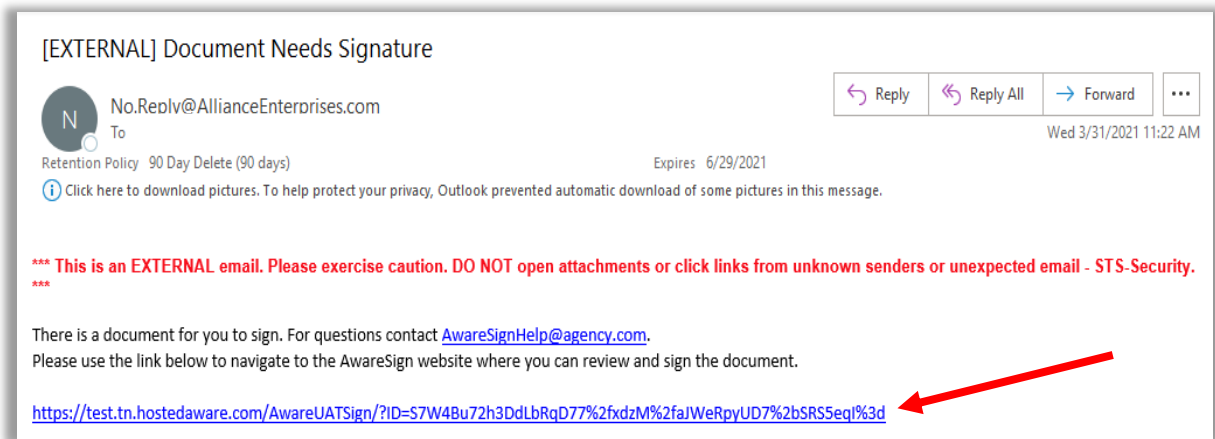 [EXTERNAL] Document Needs Signature
N
No.Reply@AllianceEnterprises.com
To
Reply
Reply All
Forward
...
Wed 3/31/2021 11:22 AM
Retention Policy 90 Day Delete (90 days)
Expires 6/29/2021
Click here to download pictures. To help protect your privacy, Outlook prevented automatic download of some pictures in this message.
*** This is an EXTERNAL email. Please exercise caution. DO NOT open attachments or click links from unknown senders or unexpected email - STS-Security.
***
There is a document for you to sign. For questions contact AwareSignHelp@agency.com.
Please use the link below to navigate to the AwareSign website where you can review and sign the document.
https://test.tn.hostedaware.com/AwareUATSign/?ID=S7W4Bu72h3DdLbRqD77%2fxdzM%2faJWeRpyUD7%2bSRS5eqI%3d